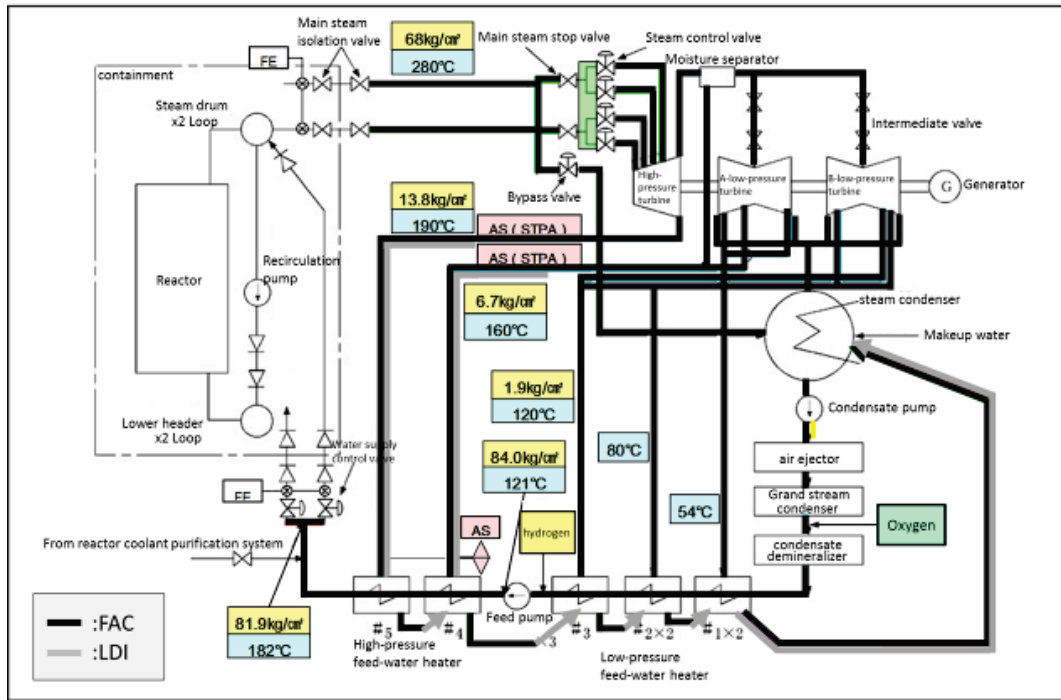 Main steam
isolation valve
68kg/c㎡
280℃
Main steam stop valve
Steam control valve
FE
Moisture separator
containment
Steam drum
x2 Loop
Intermediate valve
High-
pressure
turbine
A-low-pressure
turbine
B-low-pressure
turbine
G
Generator
Bypass valve
13.8kg/c㎡
190℃
AS ( STPA )
AS ( STPA )
Recirculation
pump
Reactor
6.7kg/c㎡
160℃
steam condenser
Makeup water
1.9kg/c㎡
120℃
Condensate pump
Lower header
x2 Loop
Water supply
control valve
84.0kg/c㎡
121℃
80℃
air ejector
54℃
Grand stream
condenser
FE
Oxygen
AS
hydrogen
condensate
demineralizer
From reactor coolant purification system
Feed pump
#5
#4
×3
#3
#2×2
#1×2
81.9kg/c㎡
182℃
High-pressure
feed-water heater
Low-pressure
feed-water heater
:FAC
:LDI